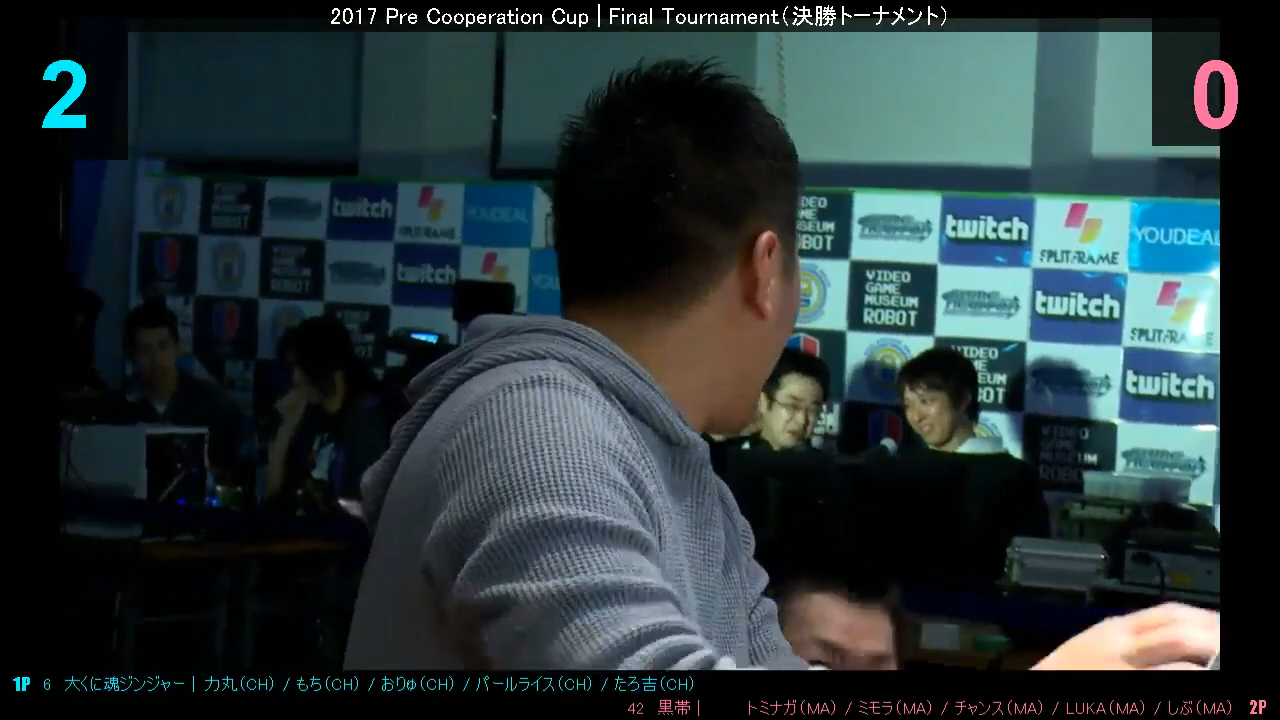 2017 Pre Cooperation Cup | Final Tournament(決勝トーナメント)
2
0
twitch
SPLIT/FRAME
YOUDEAL
VIDEO GAME MUSEUM ROBOT
twitch
SPLIT/FRAME
YOUDEAL
twitch
VIDEO GAME MUSEUM ROBOT
twitch
SPLIT/FRAME
twitch
1P 6 大くに魂ジンジャー | 力丸(CH) / もち(CH) / おりゅ(CH) / パールライス(CH) / たろ吉(CH)
42 黒帯 | トミナガ(MA) / ミモラ(MA) / チャンス(MA) / LUKA(MA) / しぶ(MA) 2P